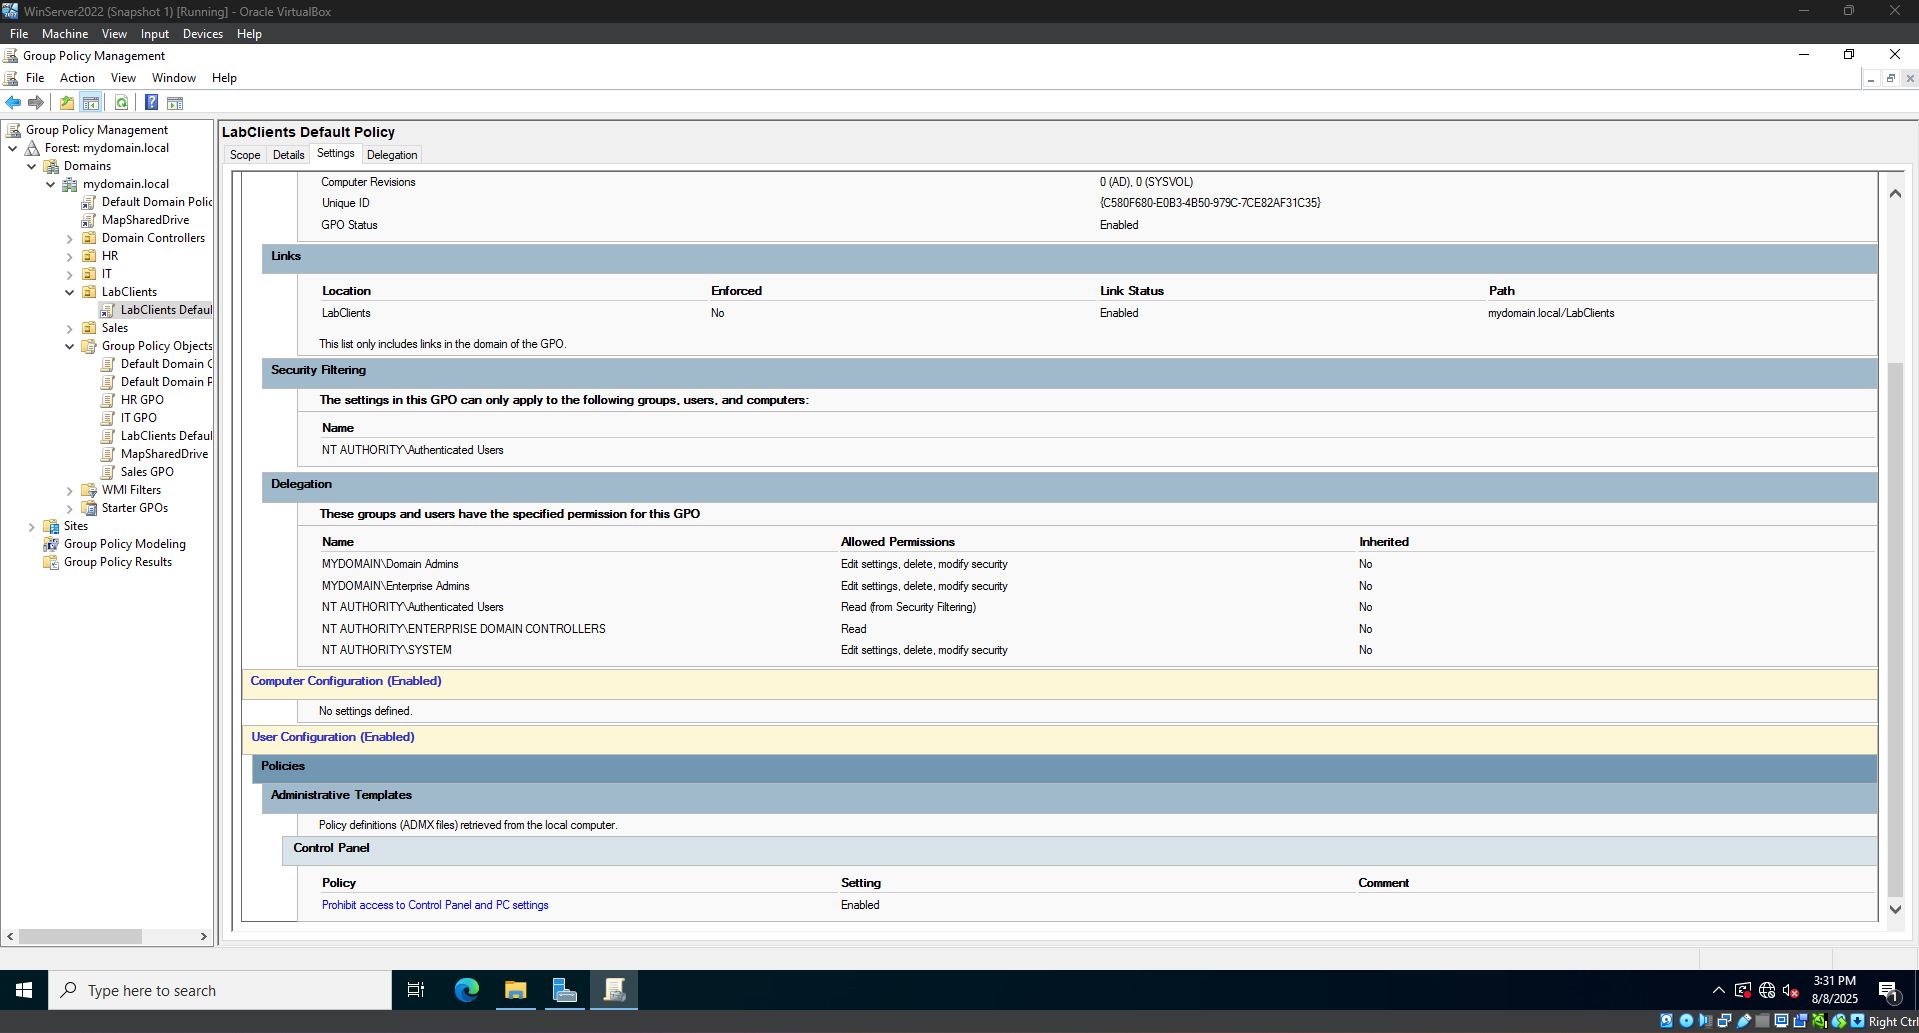 WinServer2022 (Snapshot 1) [Running] - Oracle VirtualBox
File Machine View Input Devices Help
Group Policy Management
File Action View Window Help
Group Policy Management
Forest: mydomain.local
Domains
mydomain.local
Default Domain Polic
MapSharedDrive
Domain Controllers
HR
IT
LabClients
LabClients Defaul
Sales
Group Policy Objects
Default Domain C
Default Domain P
HR GPO
IT GPO
LabClients Defaul
MapSharedDrive
Sales GPO
WMI Filters
Starter GPOs
Sites
Group Policy Modeling
Group Policy Results
LabClients Default Policy
Scope Details Settings Delegation
Computer Revisions 0 (AD), 0 (SYSVOL)
Unique ID {C580F680-E0B3-4B50-979C-7CE82AF31C35}
GPO Status Enabled
Links
Location Enforced Link Status Path
LabClients No Enabled mydomain.local/LabClients
This list only includes links in the domain of the GPO.
Security Filtering
The settings in this GPO can only apply to the following groups, users, and computers:
Name
NT AUTHORITY\Authenticated Users
Delegation
These groups and users have the specified permission for this GPO
Name Allowed Permissions Inherited
MYDOMAIN\Domain Admins Edit settings, delete, modify security No
MYDOMAIN\Enterprise Admins Edit settings, delete, modify security No
NT AUTHORITY\Authenticated Users Read (from Security Filtering) No
NT AUTHORITY\ENTERPRISE DOMAIN CONTROLLERS Read No
NT AUTHORITY\SYSTEM Edit settings, delete, modify security No
Computer Configuration (Enabled)
No settings defined.
User Configuration (Enabled)
Policies
Administrative Templates
Policy definitions (ADMX files) retrieved from the local computer.
Control Panel
Policy Setting Comment
Prohibit access to Control Panel and PC settings Enabled
Type here to search
3:31 PM
8/8/2025
1
Right Ctrl